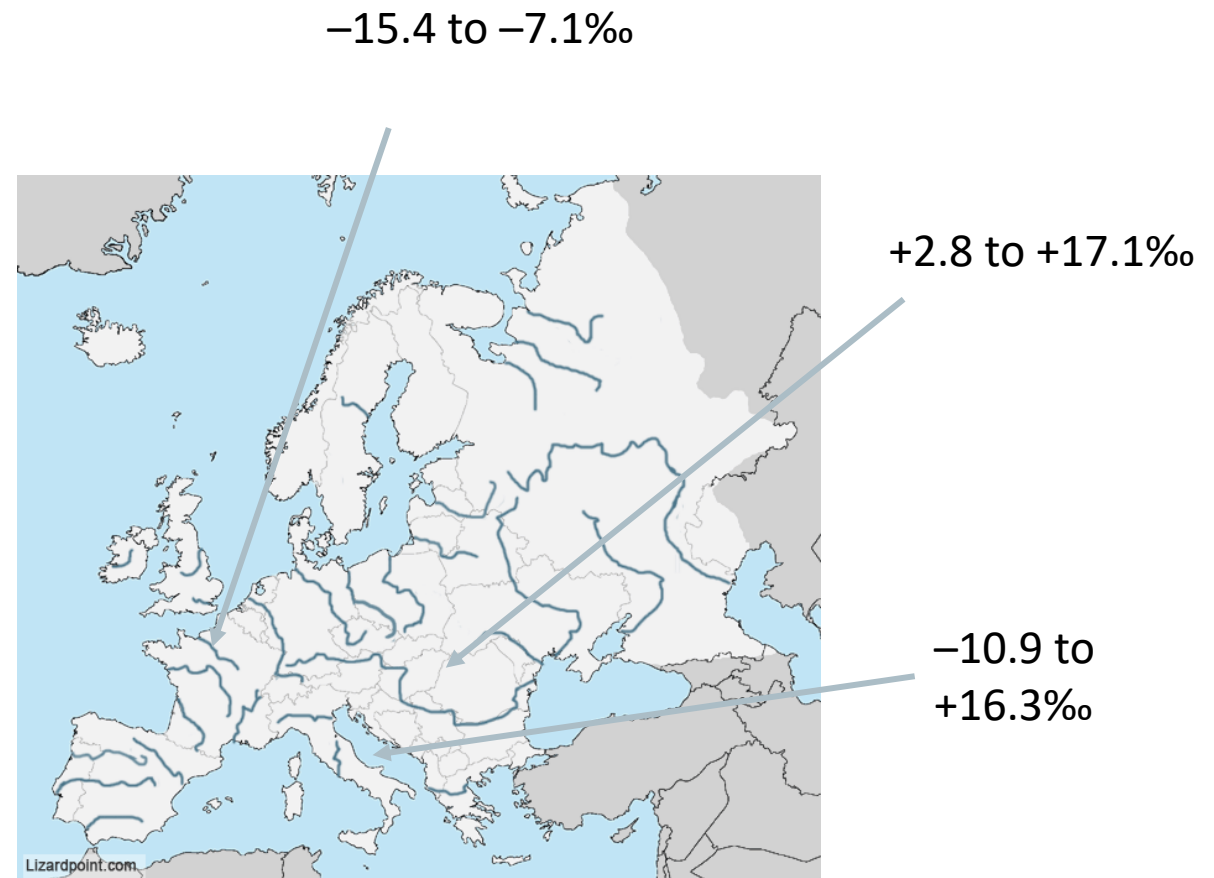 –15.4 to –7.1‰
+2.8 to +17.1‰
–10.9 to
+16.3‰
Lizardpoint.com